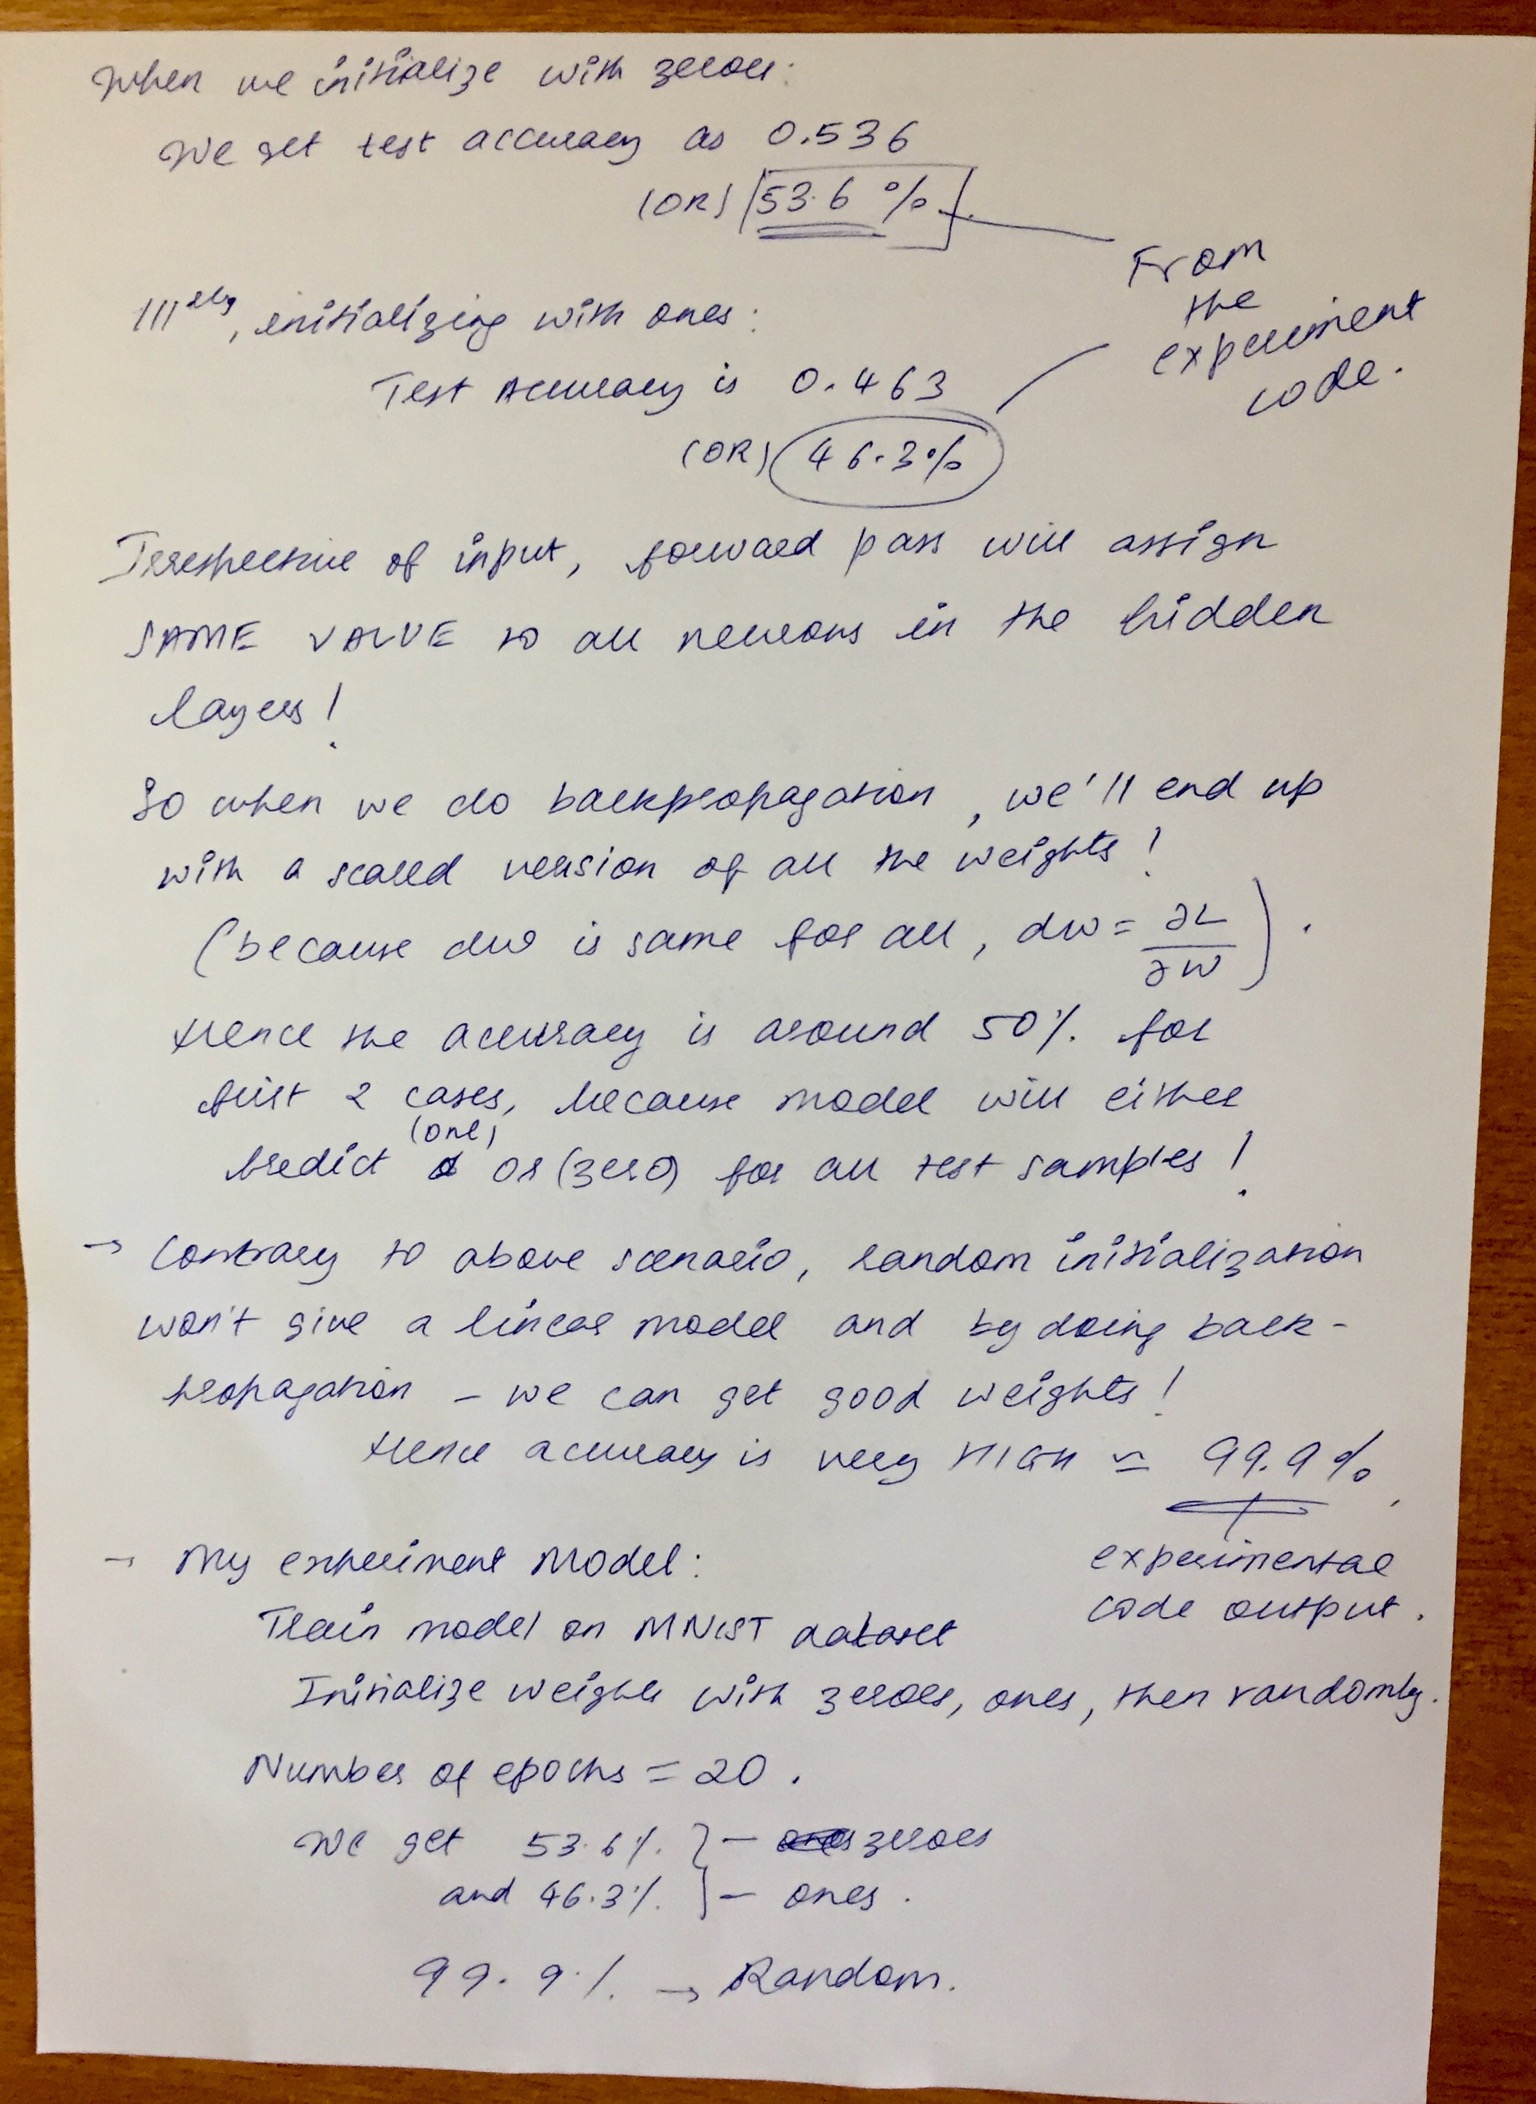 When we initialize with zeroes:
We get test accuracy as 0.536
(OR) 53.6 %
From
the
experiment
code.
|||rly, initializing with ones:
Test Accuracy is 0.463
(OR) 46.3%
Irrespective of input, forward pass will assign
SAME VALUE to all neurons in the hidden
layers!
So when we do backpropagation, we'll end up
with a scaled version of all the weights!
(because dw is same for all, dw = ∂L/∂W).
Hence the accuracy is around 50% for
first 2 cases, because model will either
predict (one) or (zero) for all test samples!
→ Contrary to above scenario, random initialization
won't give a linear model and by doing back-
propagation - we can get good weights!
Hence accuracy is very HIGH ≃ 99.9%,
experimental
code output.
→ My experiment Model:
Train model on MNIST dataset
Initialize weights with zeroes, ones, then randomly.
Number of epochs = 20.
We get 53.6% } - zeroes
and 46.3% } - ones.
99.9% → Random.